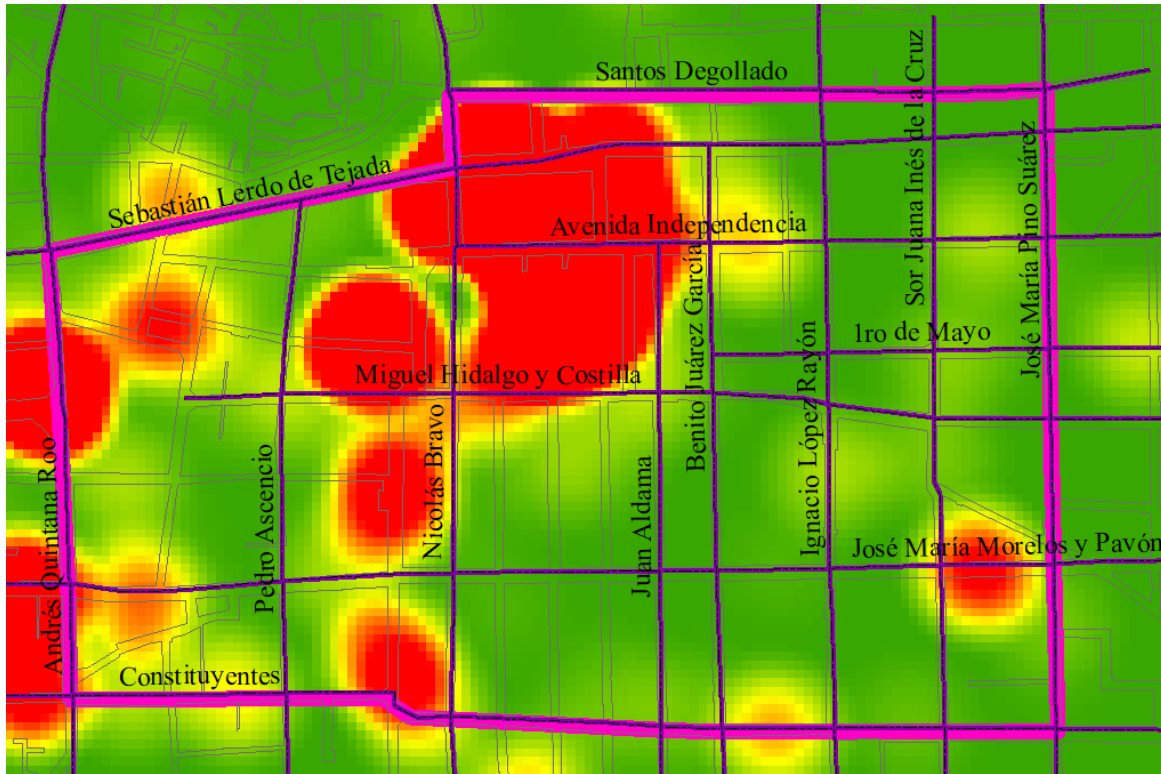 Santos Degollado
Sor Juana Inés de la Cruz
José María Pino Suárez
Sebastián Lerdo de Tejada
Avenida Independencia
Benito Juárez García
1ro de Mayo
Ignacio López Rayón
Miguel Hidalgo y Costilla
Nicolás Bravo
Andrés Quintana Roo
Pedro Ascencio
Juan Aldama
José María Morelos y Pavón
Constituyentes